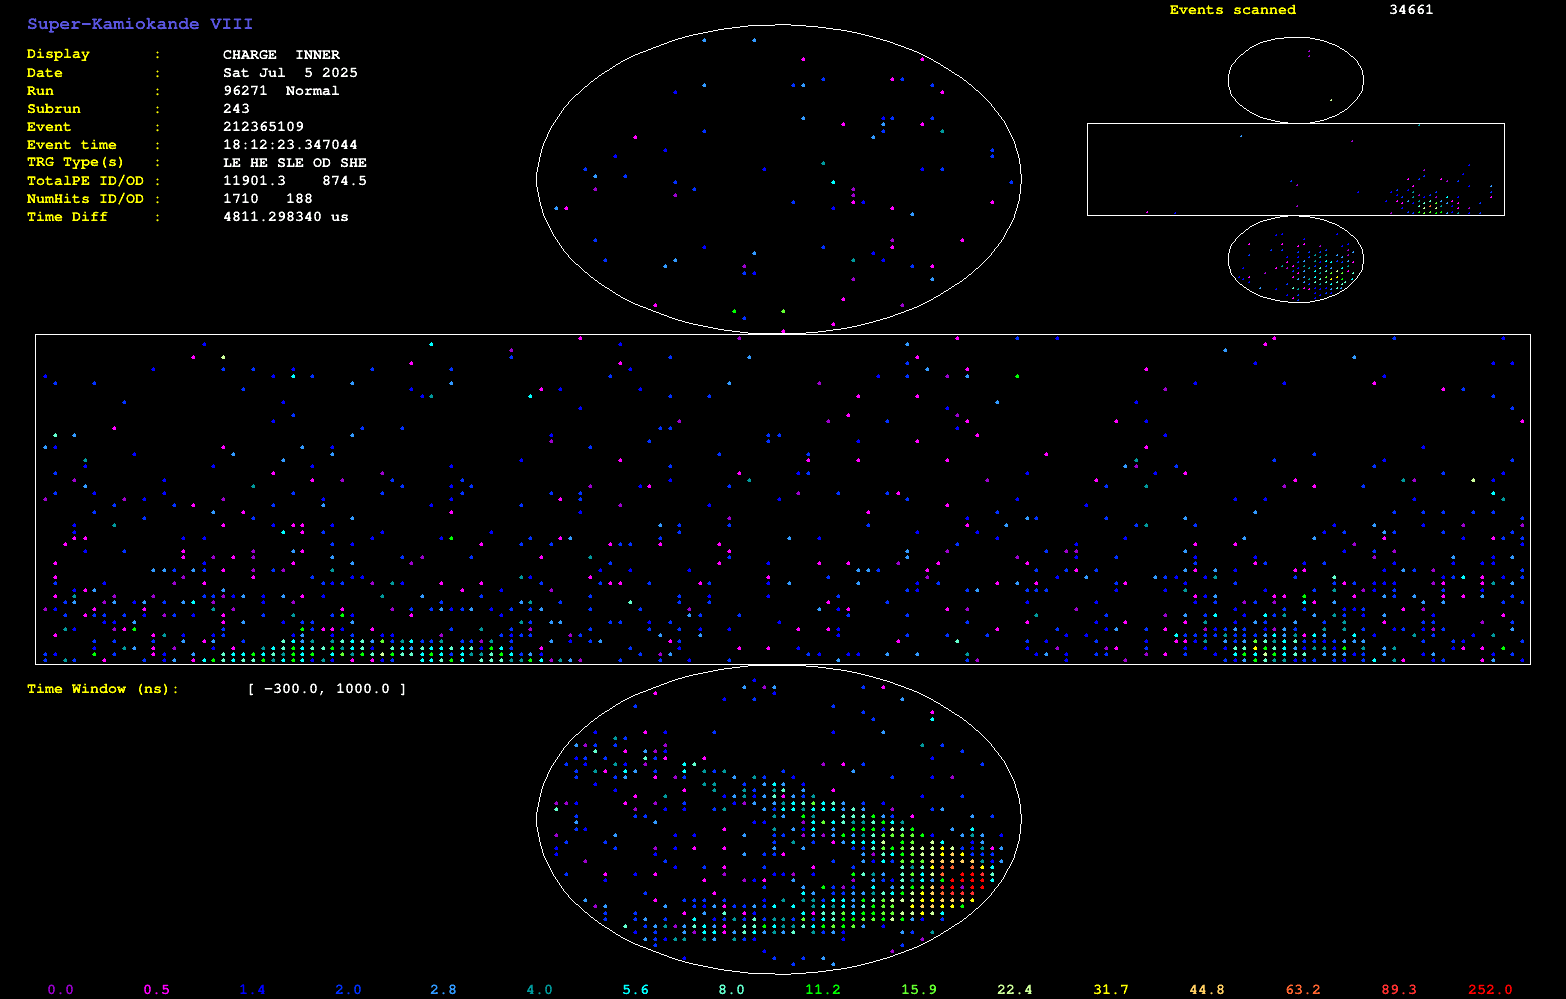 Super-Kamiokande VIII
Events scanned 34661
Display : CHARGE INNER
Date : Sat Jul 5 2025
Run : 96271 Normal
Subrun : 243
Event : 212365109
Event time : 18:12:23.347044
TRG Type(s) : LE HE SLE OD SHE
TotalPE ID/OD : 11901.3 874.5
NumHits ID/OD : 1710 188
Time Diff : 4811.298340 us
Time Window (ns): [ -300.0, 1000.0 ]
0.0 0.5 1.4 2.0 2.8 4.0 5.6 8.0 11.2 15.9 22.4 31.7 44.8 63.2 89.3 252.0